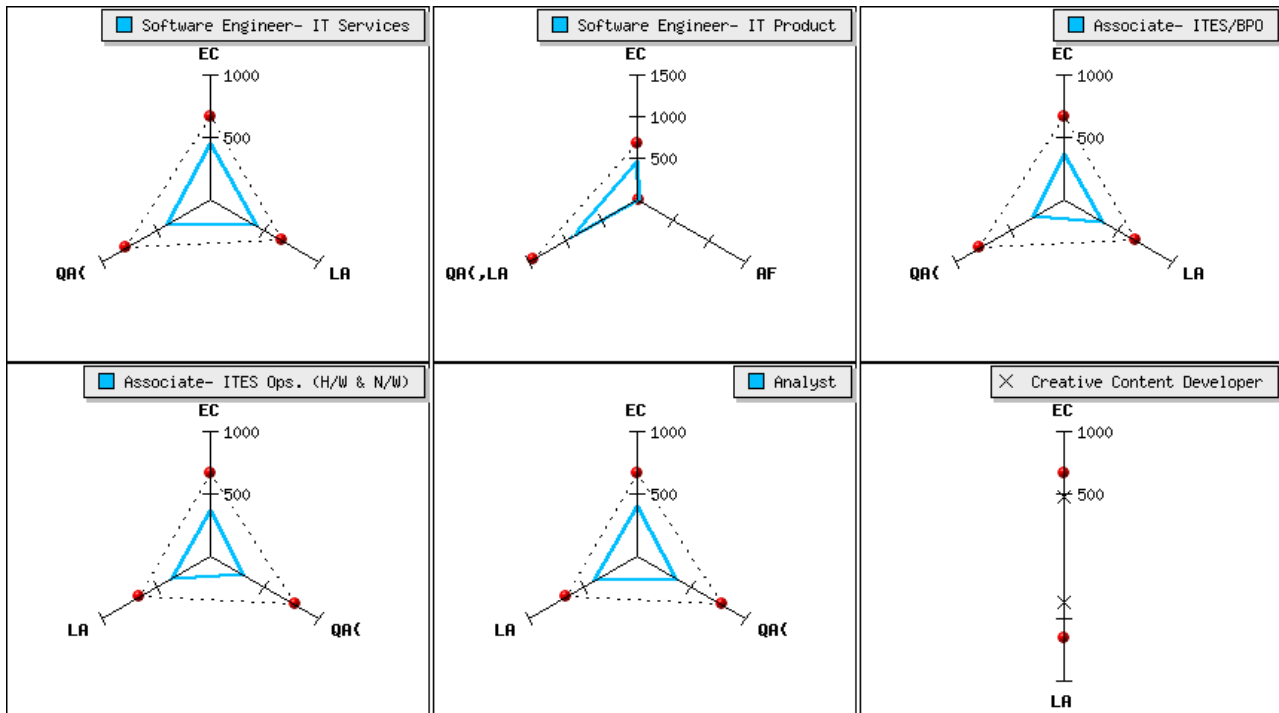 Software Engineer- IT Services
EC
1000
500
QA(
LA
Software Engineer- IT Product
EC
1500
1000
500
QA(,LA
AF
Associate- ITES/BPO
EC
1000
500
QA(
LA
Associate- ITES Ops. (H/W & N/W)
EC
1000
500
LA
QA(
Analyst
EC
1000
500
LA
QA(
Creative Content Developer
EC
1000
500
LA